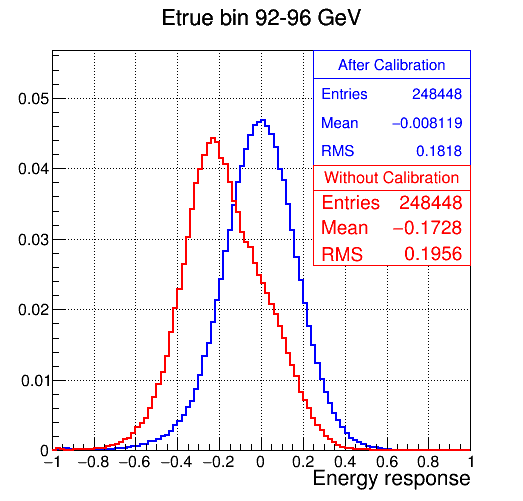 Etrue bin 92-96 GeV
After Calibration
Entries 248448
Mean −0.008119
RMS 0.1818
Without Calibration
Entries 248448
Mean −0.1728
RMS 0.1956
0.05
0.04
0.03
0.02
0.01
0
−1 −0.8 −0.6 −0.4 −0.2 0 0.2 0.4 0.6 0.8 1
Energy response